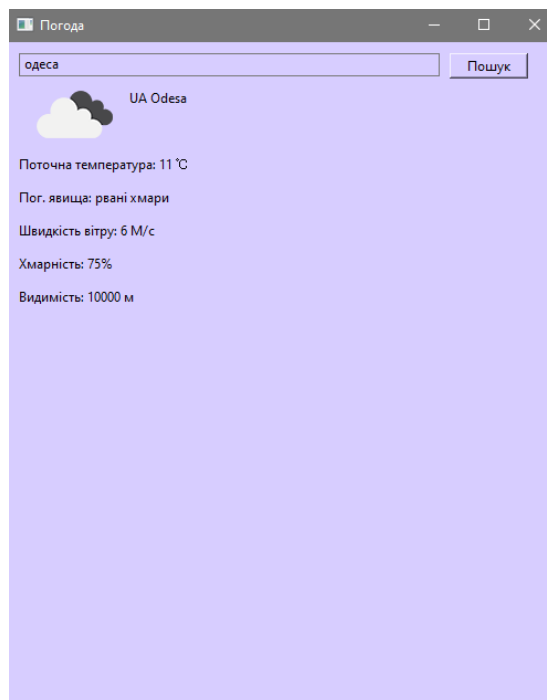 Погода
одеса
Пошук
UA Odesa
Поточна температура: 11 ℃
Пог. явища: рвані хмари
Швидкість вітру: 6 М/с
Хмарність: 75%
Видимість: 10000 м